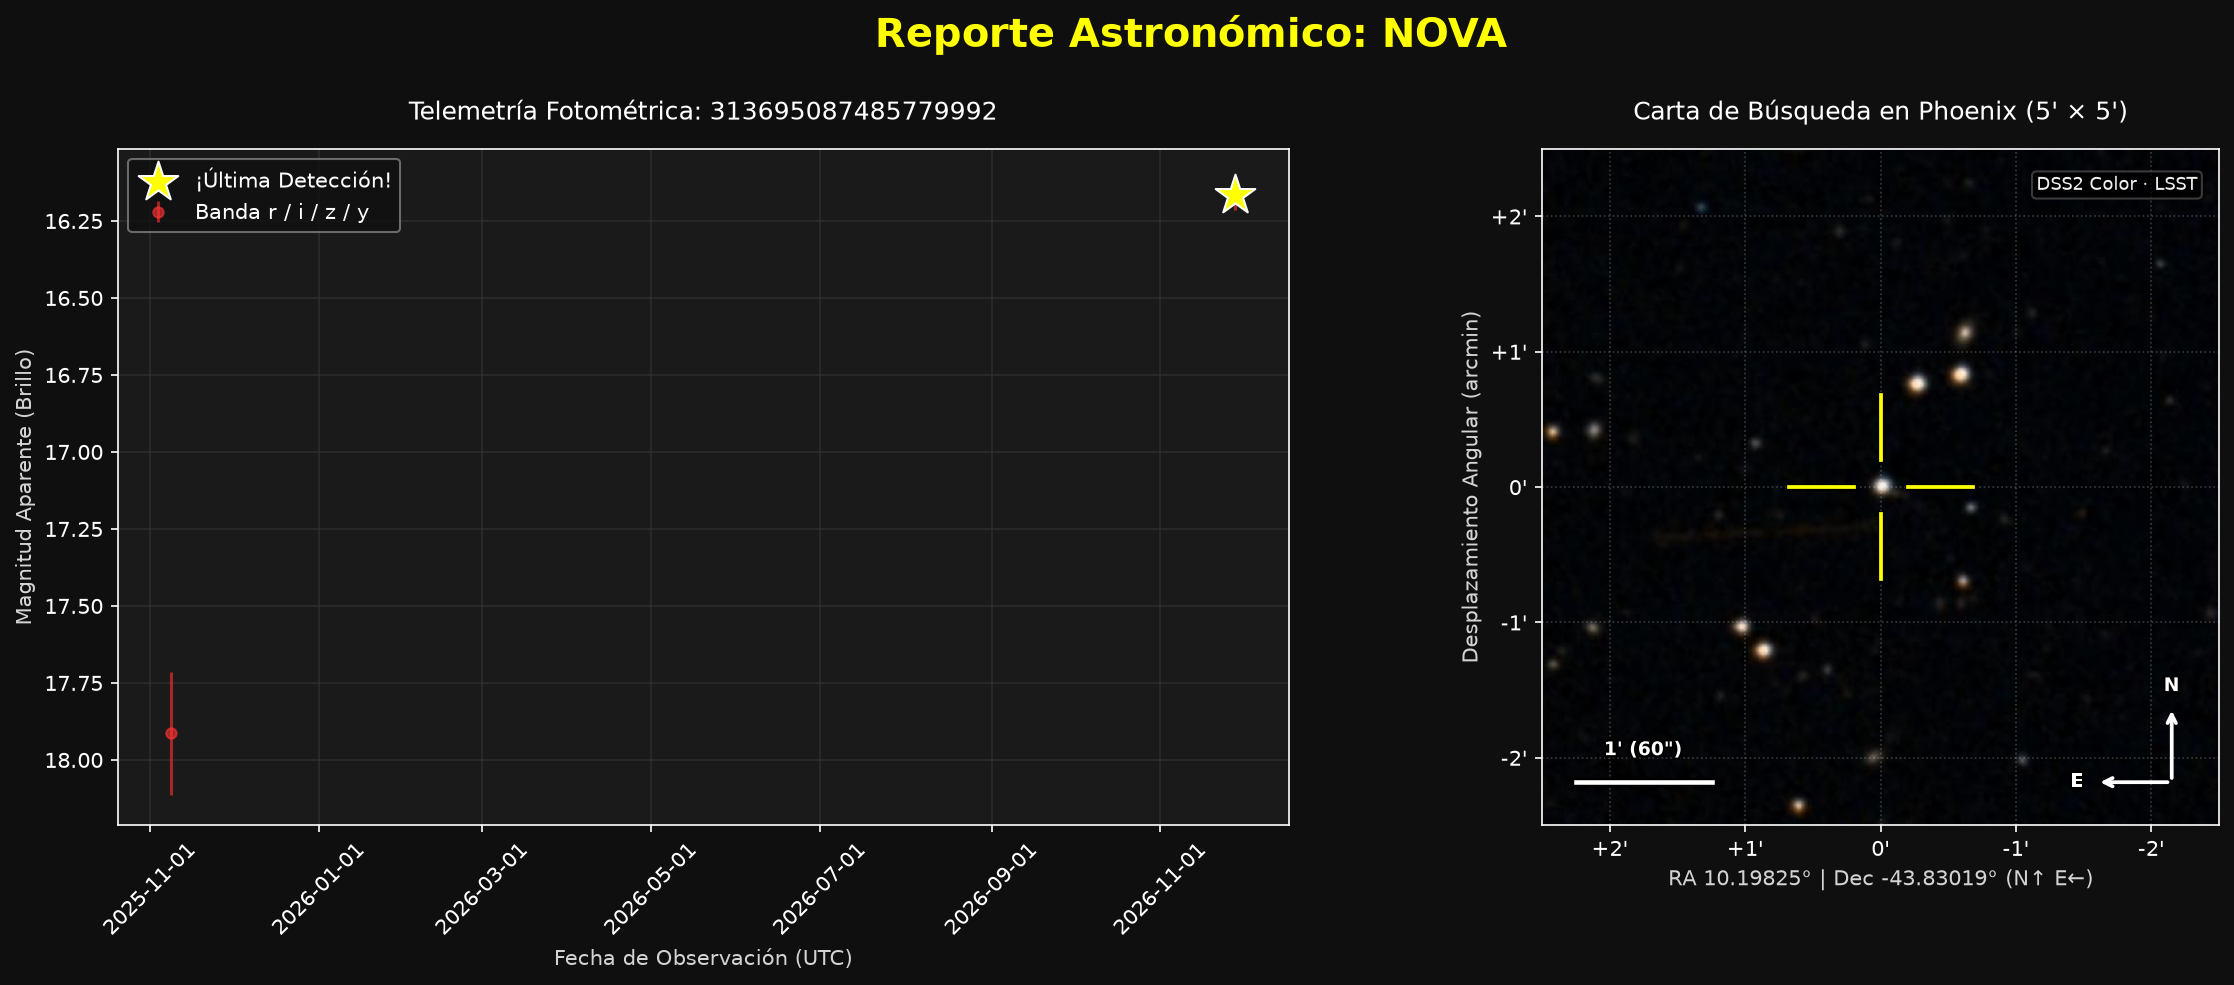 Reporte Astronómico: NOVA
Telemetría Fotométrica: 313695087485779992
¡Última Detección!
Banda r / i / z / y
Magnitud Aparente (Brillo)
16.25
16.50
16.75
17.00
17.25
17.50
17.75
18.00
2025-11-01
2026-01-01
2026-03-01
2026-05-01
2026-07-01
2026-09-01
2026-11-01
Fecha de Observación (UTC)
Carta de Búsqueda en Phoenix (5' × 5')
DSS2 Color · LSST
Desplazamiento Angular (arcmin)
+2'
+1'
0'
-1'
-2'
N
E
1' (60")
+2'
+1'
0'
-1'
-2'
RA 10.19825° | Dec -43.83019° (N↑ E←)